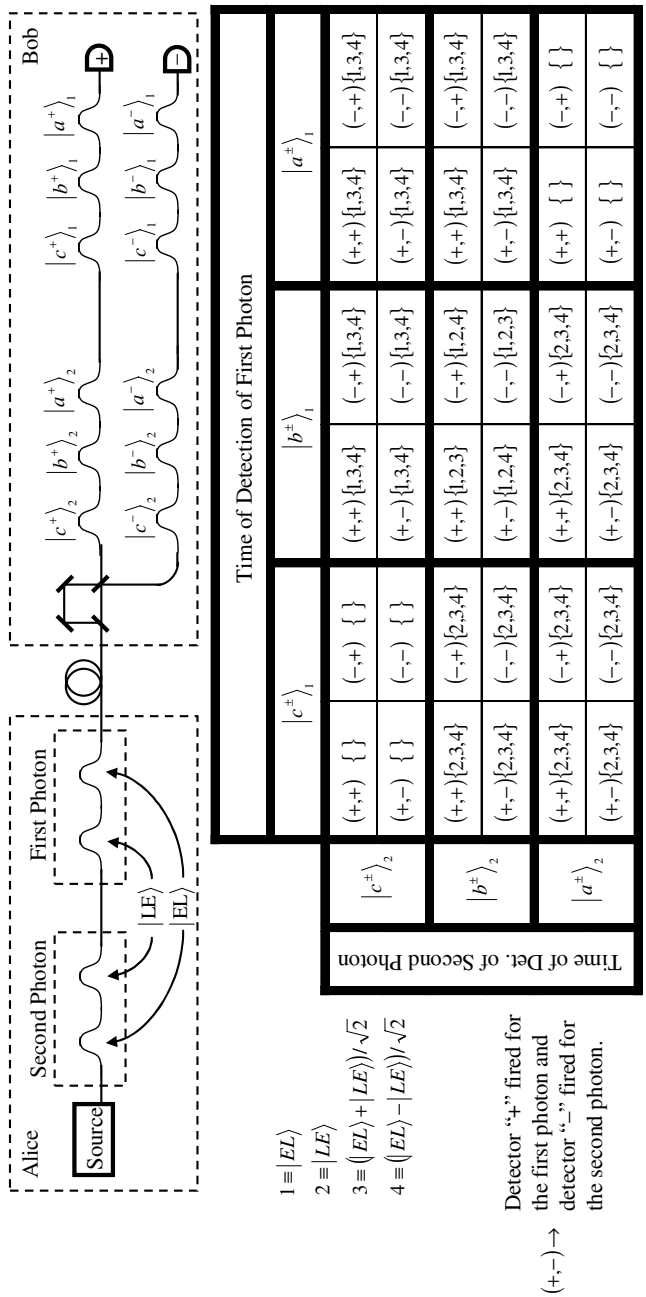 Alice
Bob
Second Photon
First Photon
Source
|LE⟩
|EL⟩
|c⁺⟩₂ |b⁺⟩₂ |a⁺⟩₂ |c⁺⟩₁ |b⁺⟩₁ |a⁺⟩₁
+
|c⁻⟩₂ |b⁻⟩₂ |a⁻⟩₂ |c⁻⟩₁ |b⁻⟩₁ |a⁻⟩₁
−
1 ≡ |EL⟩
2 ≡ |LE⟩
3 ≡ (|EL⟩ + |LE⟩)/√2
4 ≡ (|EL⟩ − |LE⟩)/√2
(+,−) → Detector “+” fired for
the first photon and
detector “−” fired for
the second photon.
Time of Detection of First Photon
|c^±⟩₁ |b^±⟩₁ |a^±⟩₁
Time of Det. of Second Photon
|c^±⟩₂
(+,+) { } (−,+) { } (+,+){1,3,4} (−,+){1,3,4} (+,+){1,3,4} (−,+){1,3,4}
(+,−) { } (−,−) { } (+,−){1,3,4} (−,−){1,3,4} (+,−){1,3,4} (−,−){1,3,4}
|b^±⟩₂
(+,+){2,3,4} (−,+){2,3,4} (+,+){1,2,3} (−,+){1,2,4} (+,+){1,3,4} (−,+){1,3,4}
(+,−){2,3,4} (−,−){2,3,4} (+,−){1,2,4} (−,−){1,2,3} (+,−){1,3,4} (−,−){1,3,4}
|a^±⟩₂
(+,+){2,3,4} (−,+){2,3,4} (+,+){2,3,4} (−,+){2,3,4} (+,+) { } (−,+) { }
(+,−){2,3,4} (−,−){2,3,4} (+,−){2,3,4} (−,−){2,3,4} (+,−) { } (−,−) { }